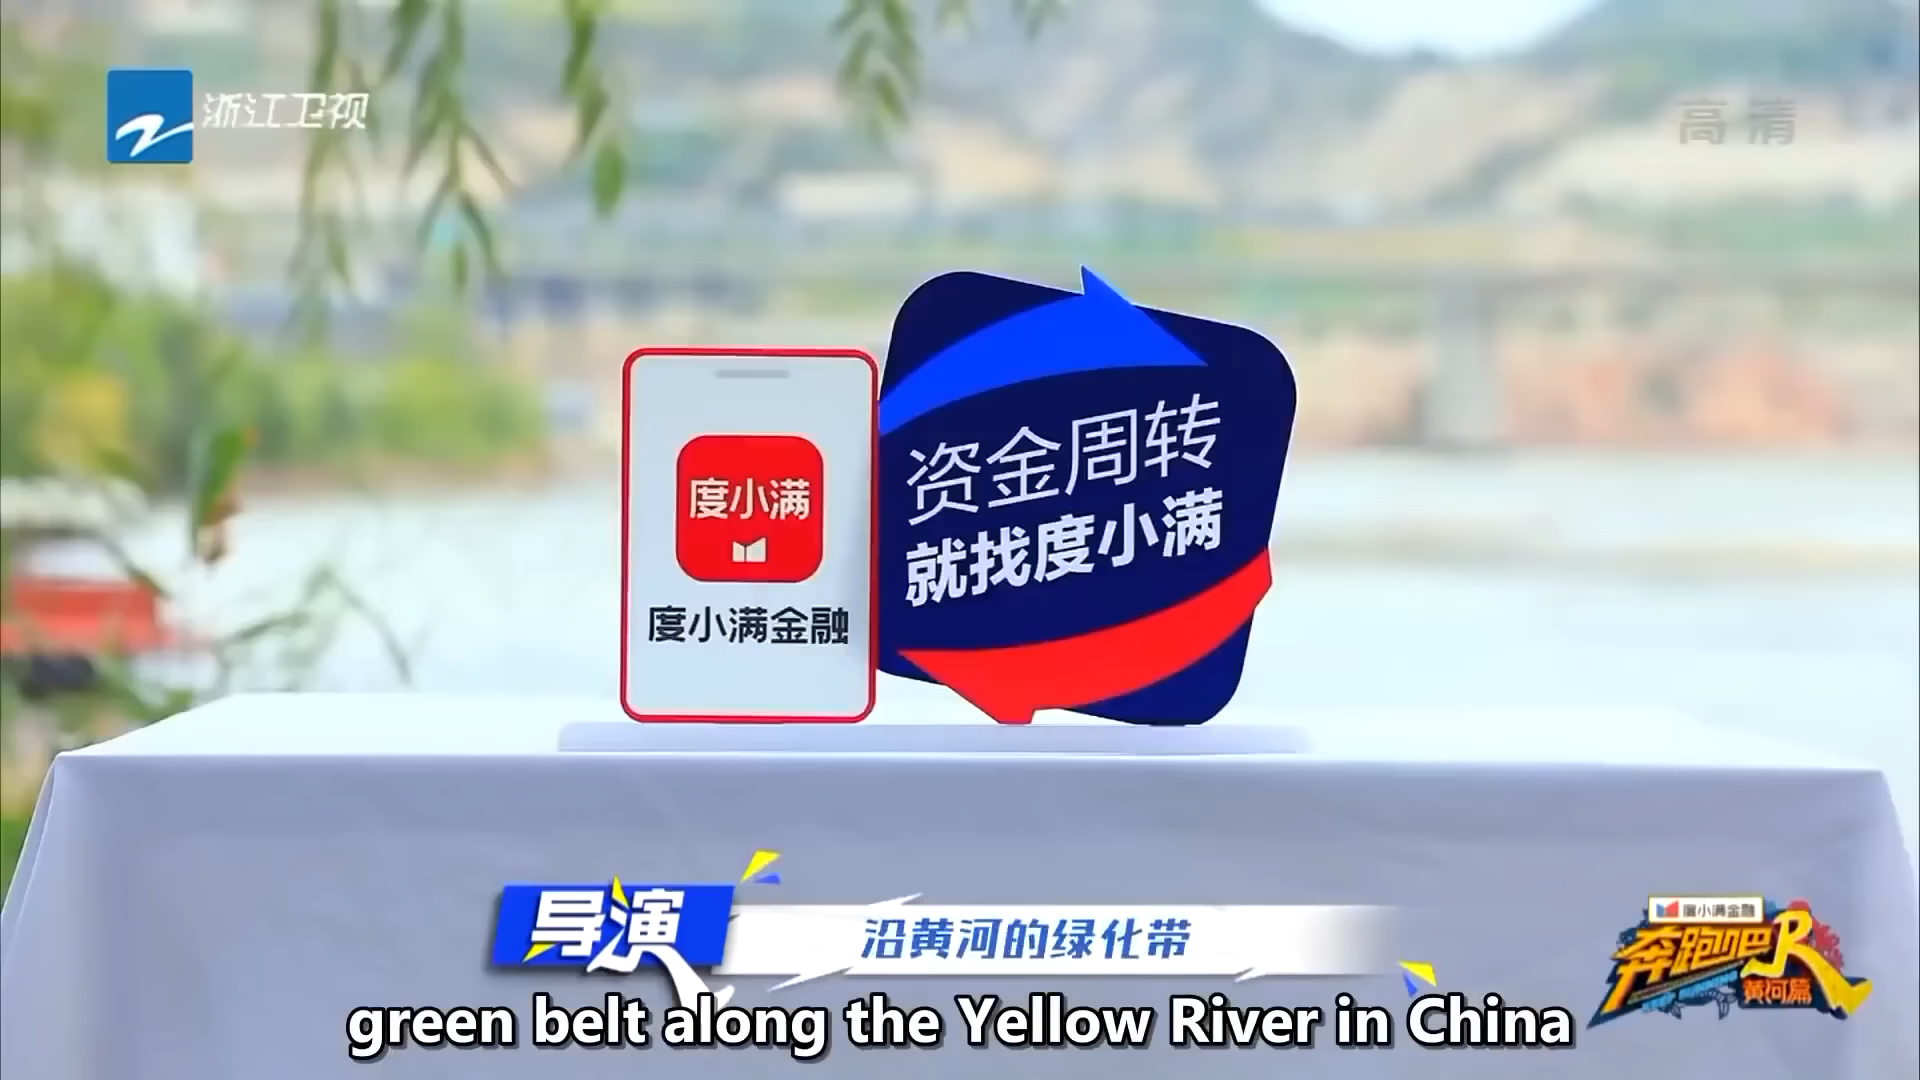 浙江卫视
高清
度小满
度小满金融
资金周转
就找度小满
导演
沿黄河的绿化带
度小满金融
奔跑吧R
黄河篇
green belt along the Yellow River in China